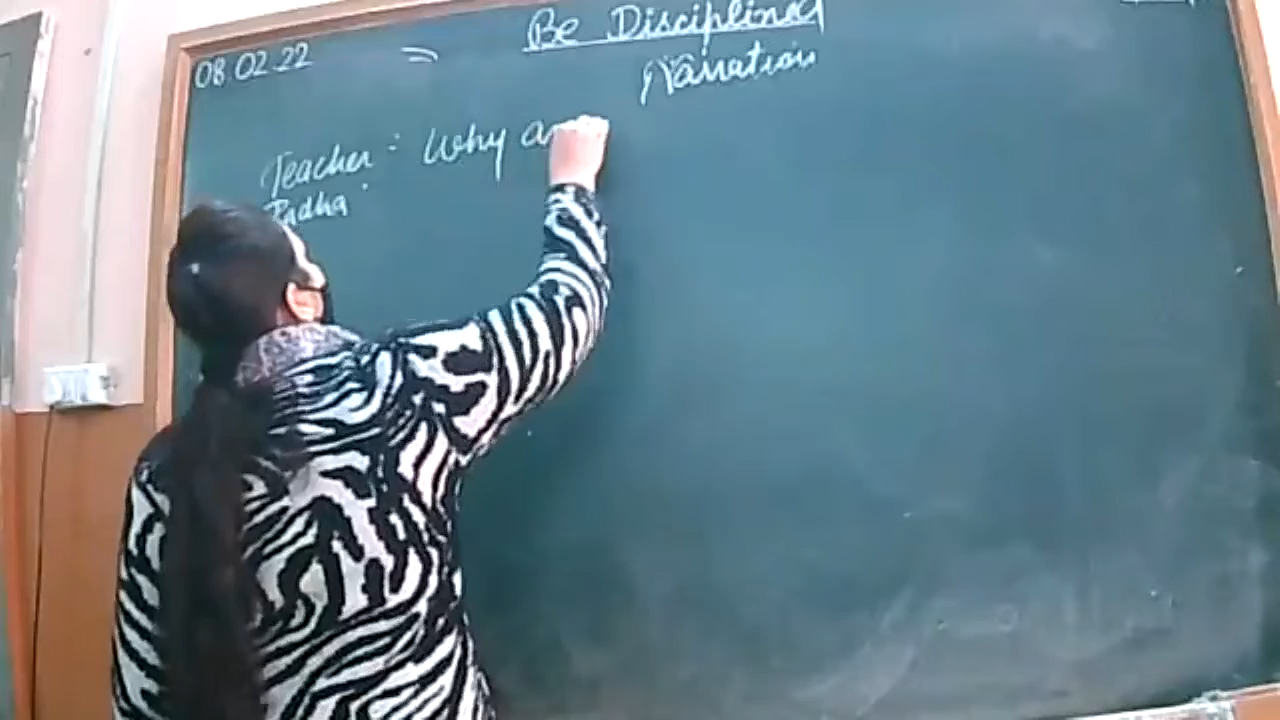 Be Disciplined
08.02.22
Narration
Teacher : Why a
Radha